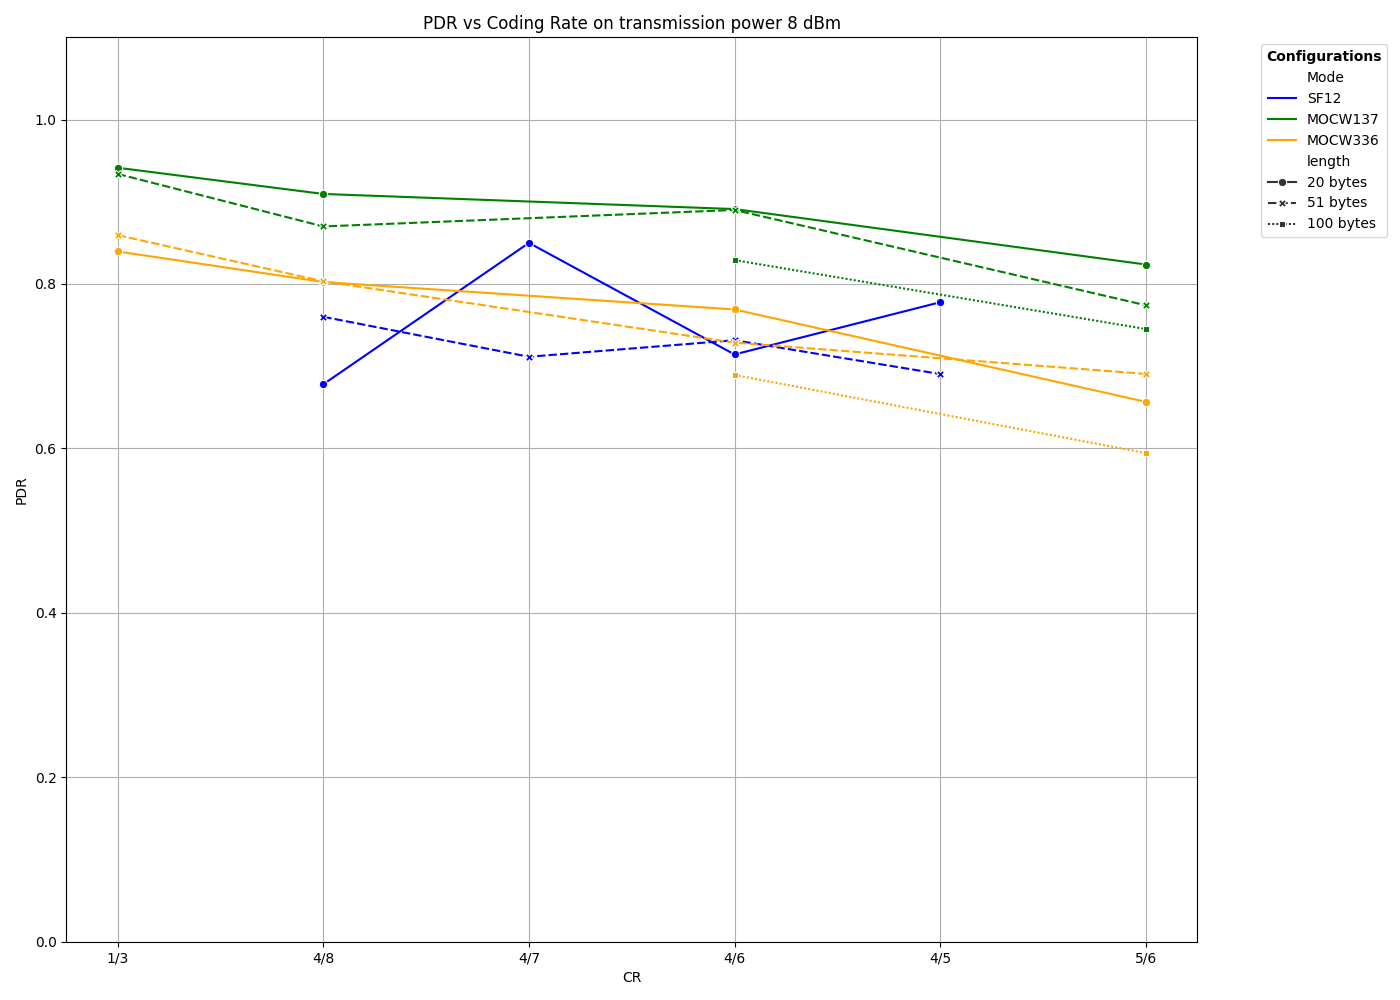 PDR vs Coding Rate on transmission power 8 dBm
Configurations
Mode
SF12
MOCW137
MOCW336
length
20 bytes
51 bytes
100 bytes
1.0
0.8
0.6
0.4
0.2
0.0
PDR
1/3
4/8
4/7
4/6
4/5
5/6
CR